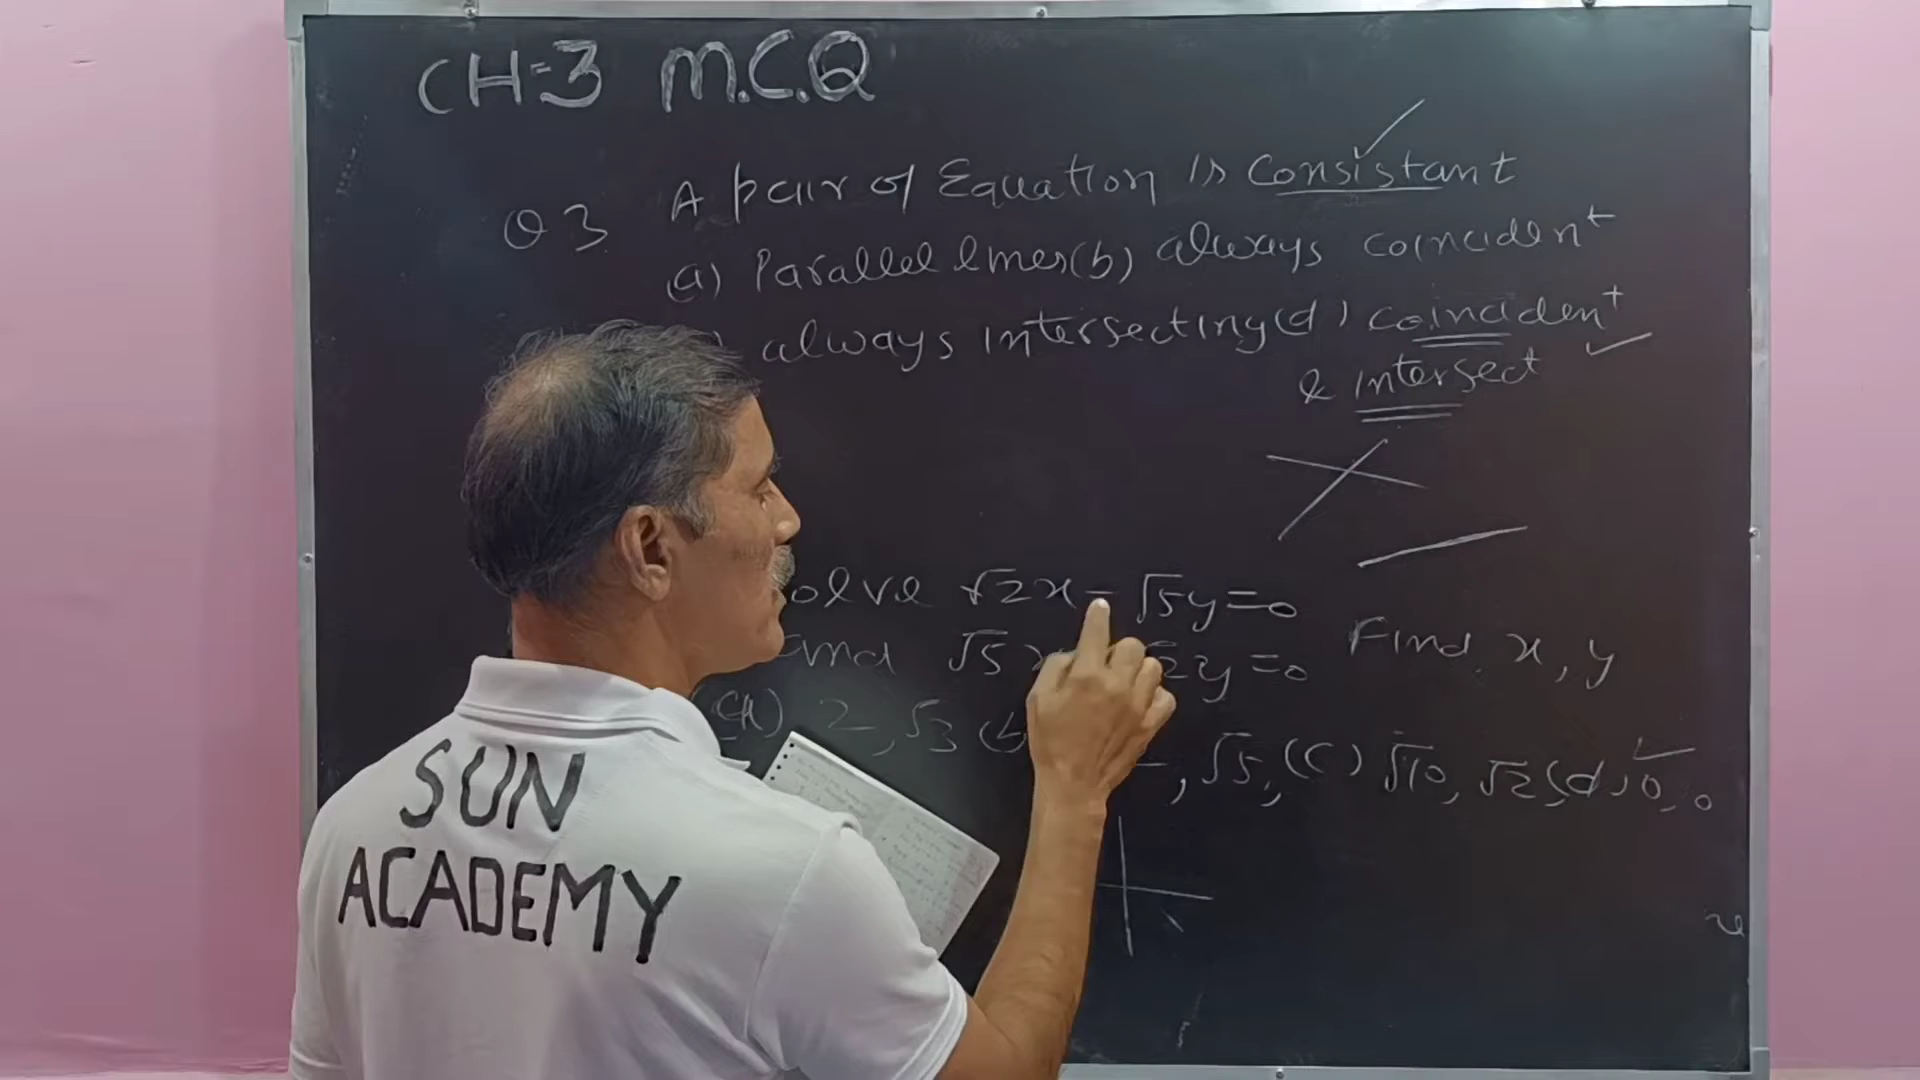 CH=3 M.C.Q
Q3 A pair of Equation is Consistant
(a) Parallel lines (b) always coincident
always intersecting (d) coincident
& intersect
olve √2x - √5y = 0
and √5x 2y = 0 Find x, y
(a) 2, √3 (b , √5, (c) √10, √2 (d) 0, 0
SUN
ACADEMY